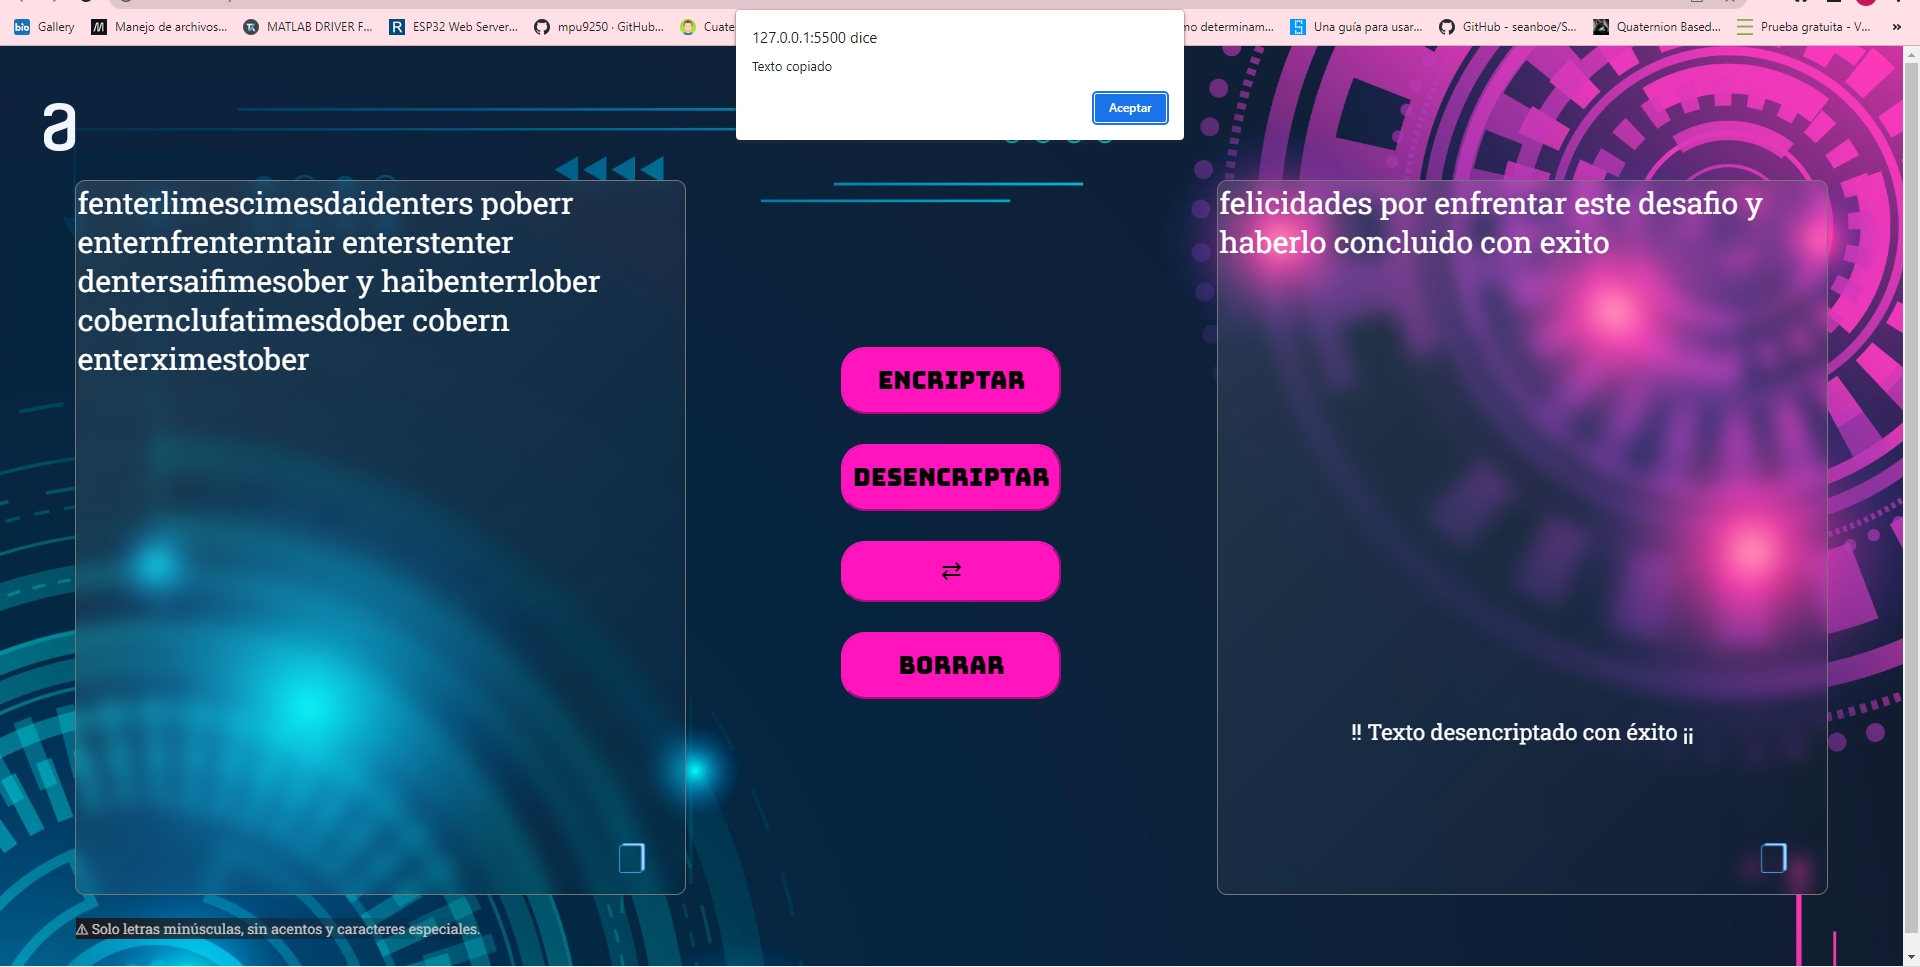 bio Gallery
M Manejo de archivos...
MATLAB DRIVER F...
R ESP32 Web Server...
mpu9250 · GitHub...
Cuate
no determinam...
Una guía para usar...
GitHub - seanboe/S...
Quaternion Based...
Prueba gratuita - V...
»
127.0.0.1:5500 dice
Texto copiado
Aceptar
a
fenterlimescimesdaidenters poberr
enternfrenterntair enterstenter
dentersaifimesober y haibenterrlober
cobernclufatimesdober cobern
enterximestober
ENCRIPTAR
DESENCRIPTAR
⇄
BORRAR
felicidades por enfrentar este desafio y
haberlo concluido con exito
!! Texto desencriptado con éxito ¡¡
⚠ Solo letras minúsculas, sin acentos y caracteres especiales.